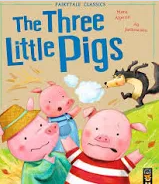 FAIRYTALE CLASSICS
The Three
Little Pigs